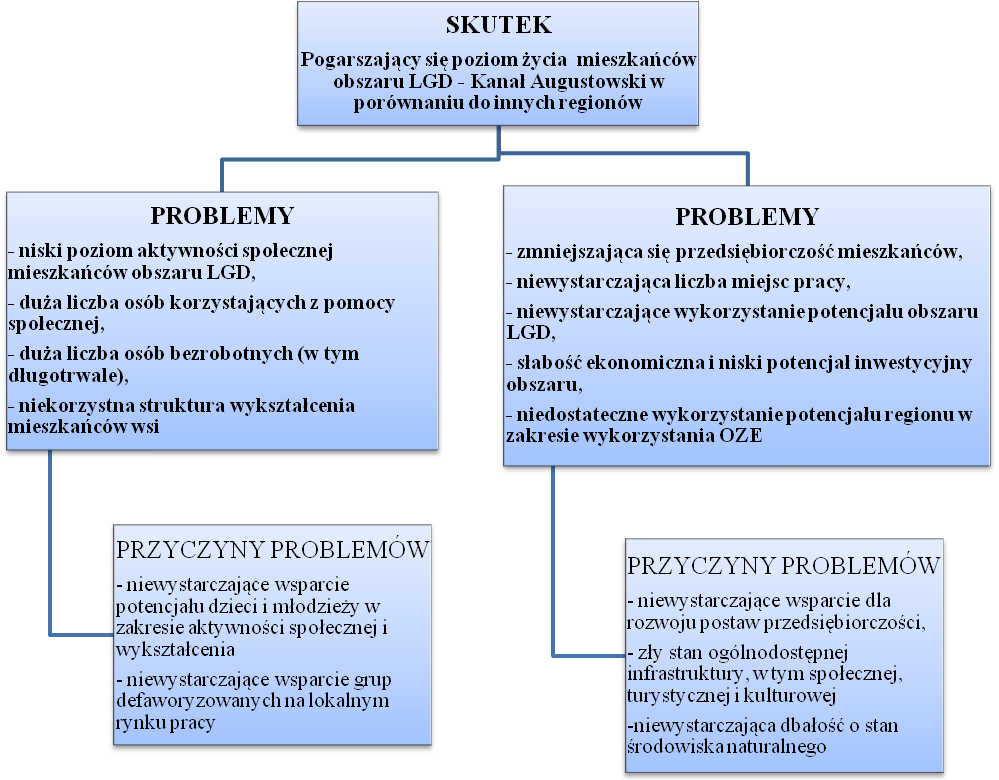 SKUTEK
Pogarszający się poziom życia mieszkańców
obszaru LGD - Kanał Augustowski w
porównaniu do innych regionów
PROBLEMY
- niski poziom aktywności społecznej
mieszkańców obszaru LGD,
- duża liczba osób korzystających z pomocy
społecznej,
- duża liczba osób bezrobotnych (w tym
długotrwale),
- niekorzystna struktura wykształcenia
mieszkańców wsi
PROBLEMY
- zmniejszająca się przedsiębiorczość mieszkańców,
- niewystarczająca liczba miejsc pracy,
- niewystarczające wykorzystanie potencjału obszaru
LGD,
- słabość ekonomiczna i niski potencjał inwestycyjny
obszaru,
- niedostateczne wykorzystanie potencjału regionu w
zakresie wykorzystania OZE
PRZYCZYNY PROBLEMÓW
- niewystarczające wsparcie
potencjału dzieci i młodzieży w
zakresie aktywności społecznej i
wykształcenia
- niewystarczające wsparcie grup
defaworyzowanych na lokalnym
rynku pracy
PRZYCZYNY PROBLEMÓW
- niewystarczające wsparcie dla
rozwoju postaw przedsiębiorczości,
- zły stan ogólnodostępnej
infrastruktury, w tym społecznej,
turystycznej i kulturowej
-niewystarczająca dbałość o stan
środowiska naturalnego